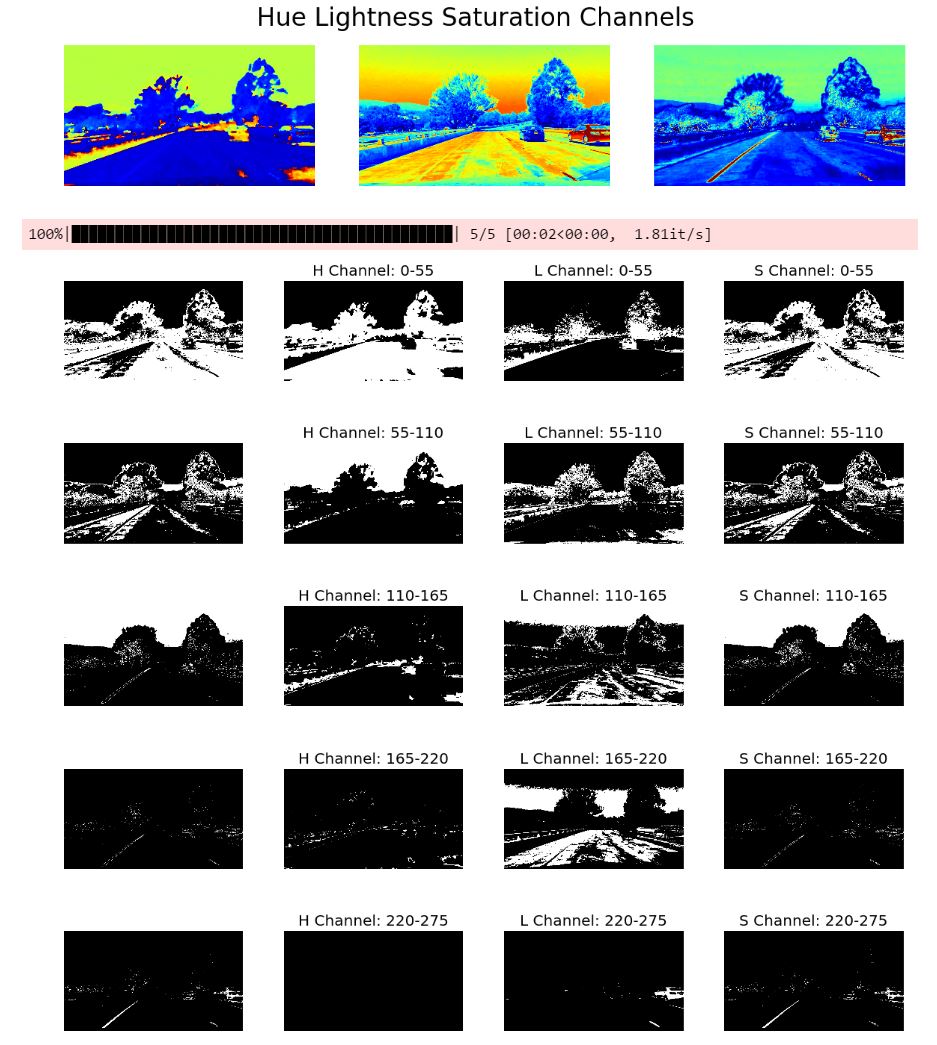 Hue Lightness Saturation Channels
100%|██████████| 5/5 [00:02<00:00, 1.81it/s]
H Channel: 0-55 L Channel: 0-55 S Channel: 0-55
H Channel: 55-110 L Channel: 55-110 S Channel: 55-110
H Channel: 110-165 L Channel: 110-165 S Channel: 110-165
H Channel: 165-220 L Channel: 165-220 S Channel: 165-220
H Channel: 220-275 L Channel: 220-275 S Channel: 220-275